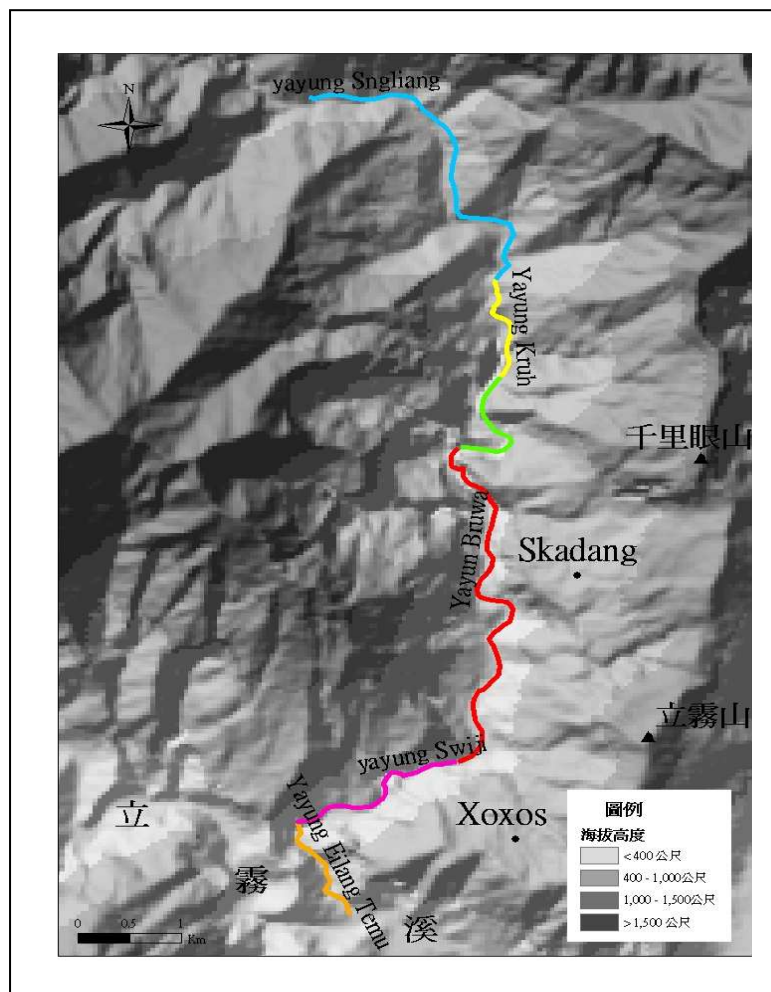 yayung Sngliang
N
Yayung Kruh
千里眼山
Yayun Bruwa
Skadang
立霧山
yayung Swiji
Yayung Eilang Temu
Xoxos
立
霧
溪
圖例
海拔高度
<400 公尺
400 - 1,000公尺
1,000 - 1,500公尺
>1,500 公尺
0 0.5 1
Km